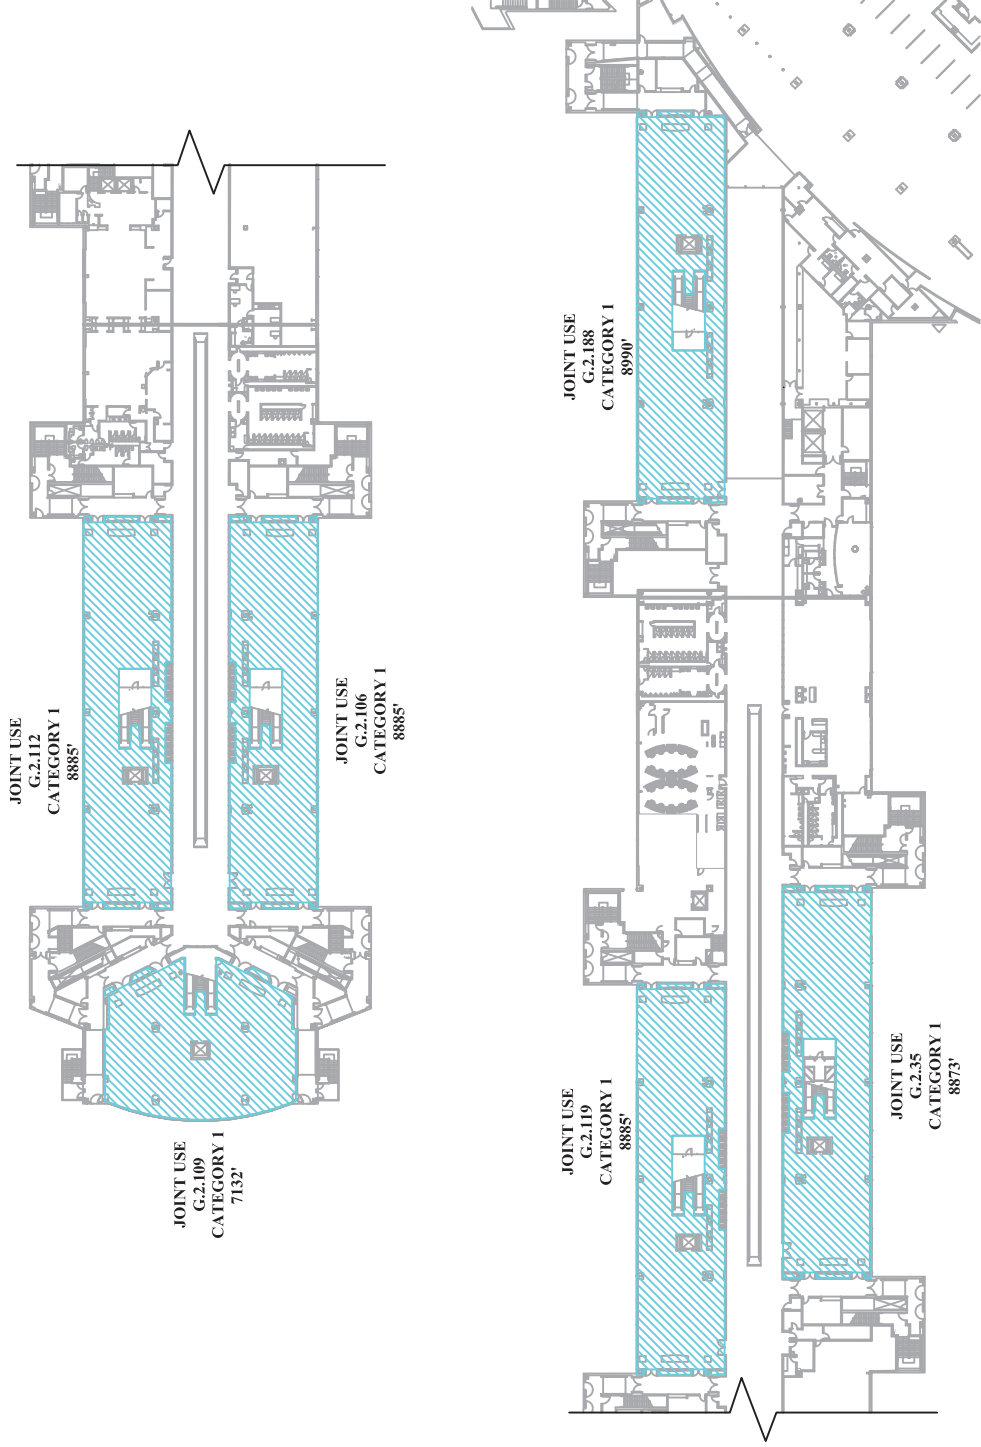 JOINT USE
G.2.188
CATEGORY 1
8990'
JOINT USE
G.2.112
CATEGORY 1
8885'
JOINT USE
G.2.106
CATEGORY 1
8885'
JOINT USE
G.2.109
CATEGORY 1
7132'
JOINT USE
G.2.119
CATEGORY 1
8885'
JOINT USE
G.2.35
CATEGORY 1
8873'